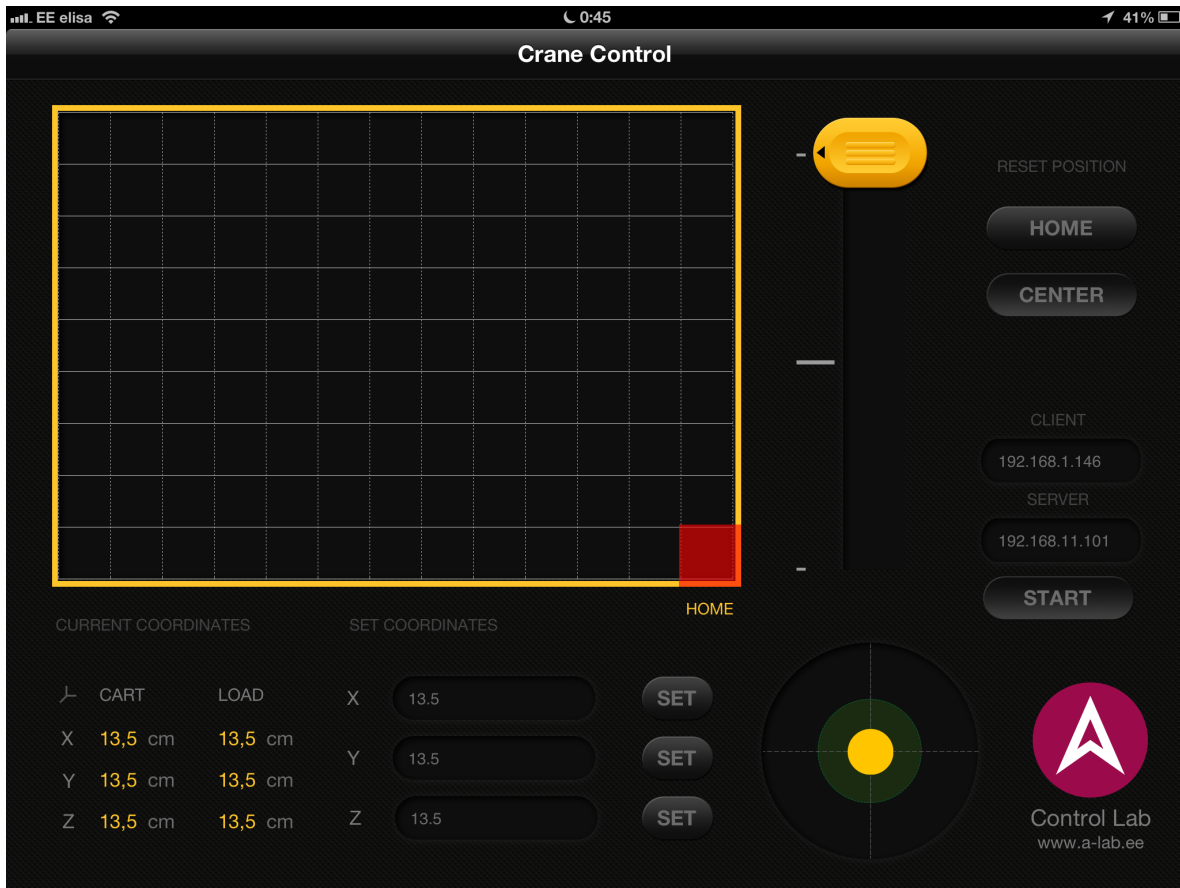 EE elisa 0:45 41%
Crane Control
RESET POSITION
HOME
CENTER
CLIENT
192.168.1.146
SERVER
192.168.11.101
START
HOME
CURRENT COORDINATES
SET COORDINATES
CART LOAD
X 13,5 cm 13,5 cm
Y 13,5 cm 13,5 cm
Z 13,5 cm 13,5 cm
X 13.5 SET
Y 13.5 SET
Z 13.5 SET
Control Lab
www.a-lab.ee